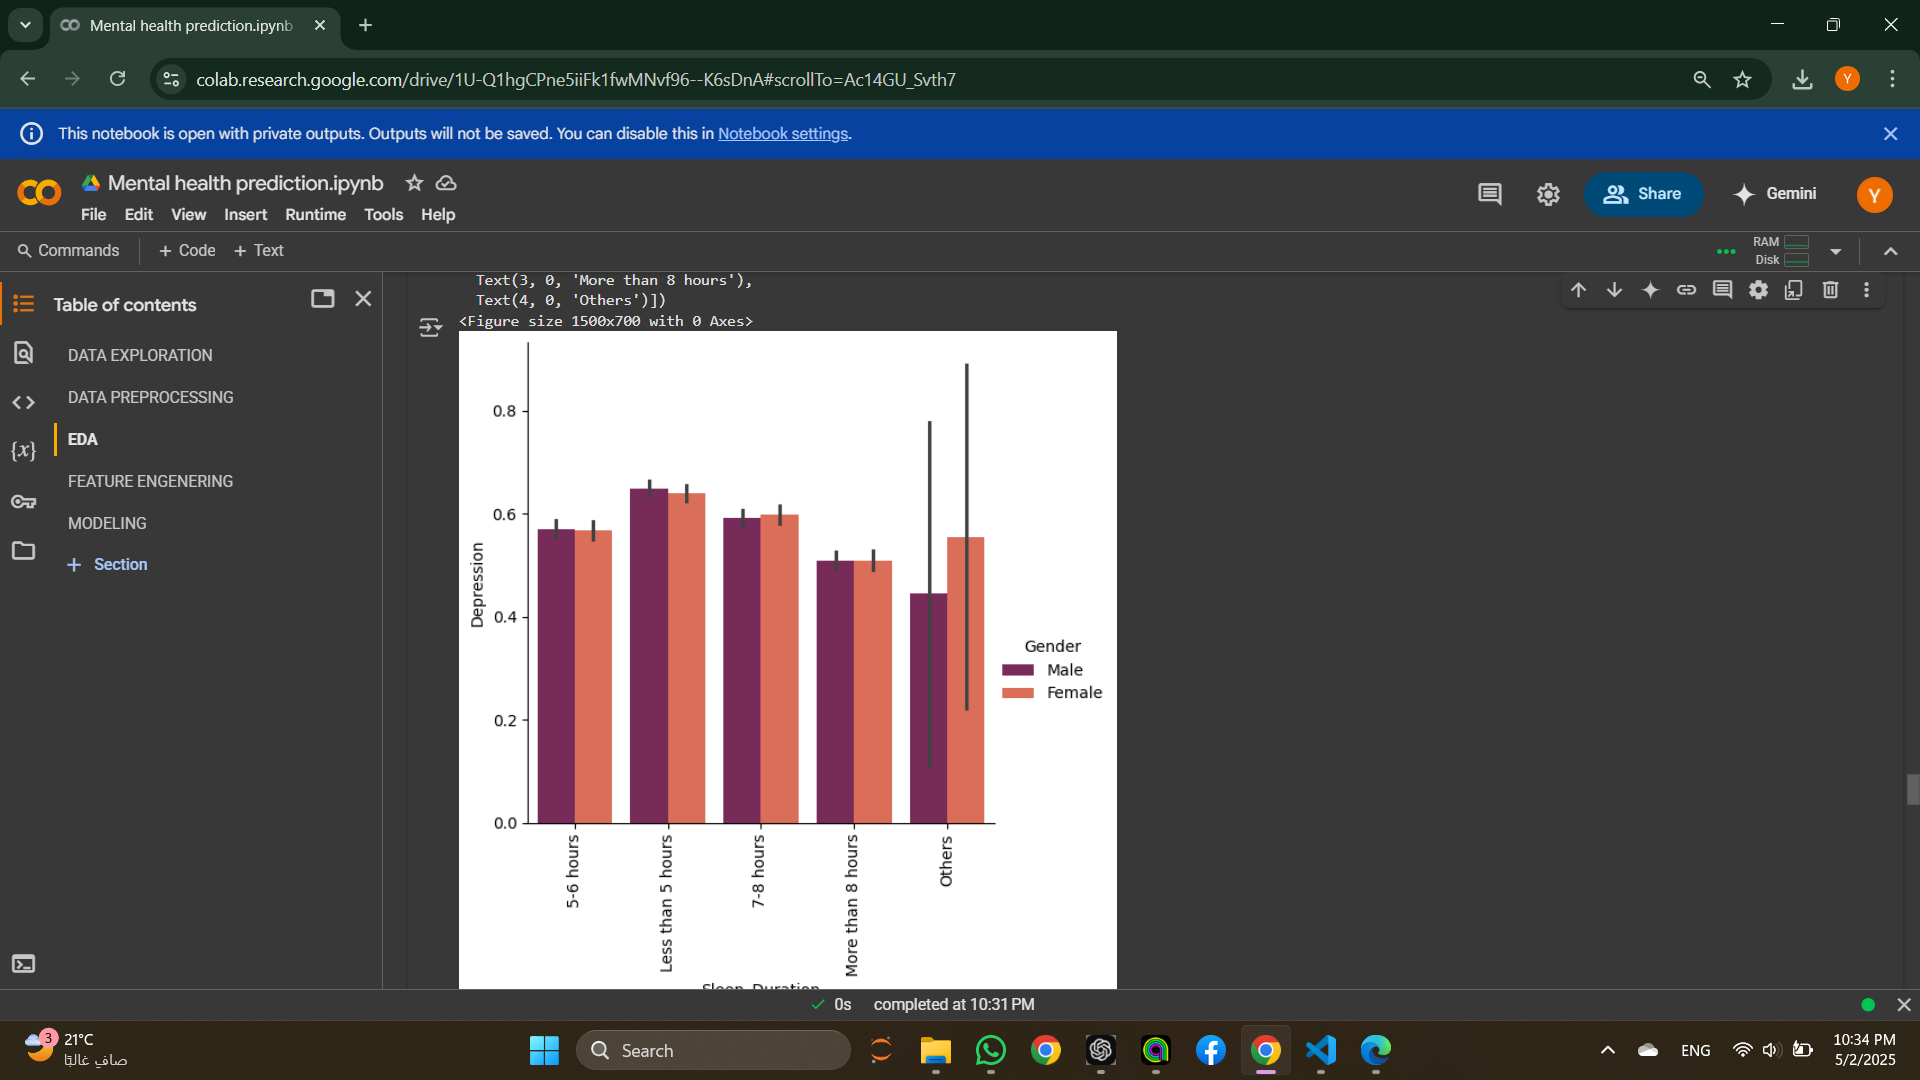 Mental health prediction.ipynb
colab.research.google.com/drive/1U-Q1hgCPne5iiFk1fwMNvf96--K6sDnA#scrollTo=Ac14GU_Svth7
Y
This notebook is open with private outputs. Outputs will not be saved. You can disable this in Notebook settings.
Mental health prediction.ipynb
File Edit View Insert Runtime Tools Help
Share
Gemini
Y
Commands
+ Code
+ Text
RAM
Disk
Table of contents
DATA EXPLORATION
DATA PREPROCESSING
EDA
FEATURE ENGENERING
MODELING
+ Section
Text(3, 0, 'More than 8 hours'),
Text(4, 0, 'Others')])
<Figure size 1500x700 with 0 Axes>
0.8
0.6
0.4
0.2
0.0
Depression
5-6 hours
Less than 5 hours
7-8 hours
More than 8 hours
Others
Sleep Duration
Gender
Male
Female
0s completed at 10:31 PM
3
21°C
صافٍ غالبًا
Search
ENG
10:34 PM
5/2/2025